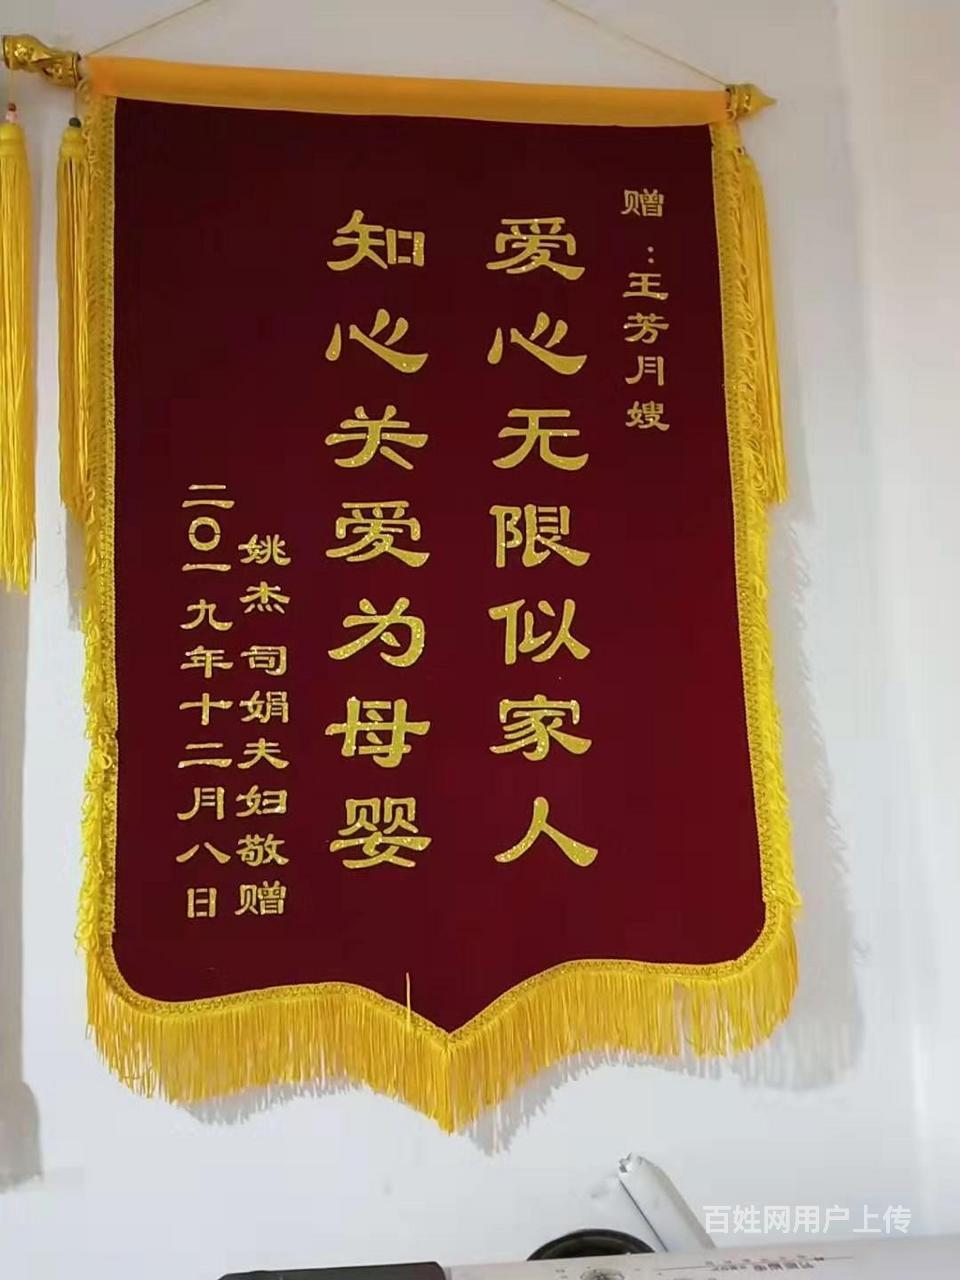 赠：王芳月嫂
爱心无限似家人
知心关爱为母婴
姚杰 司娟夫妇敬赠
二〇一九年十二月八日
百姓网用户上传